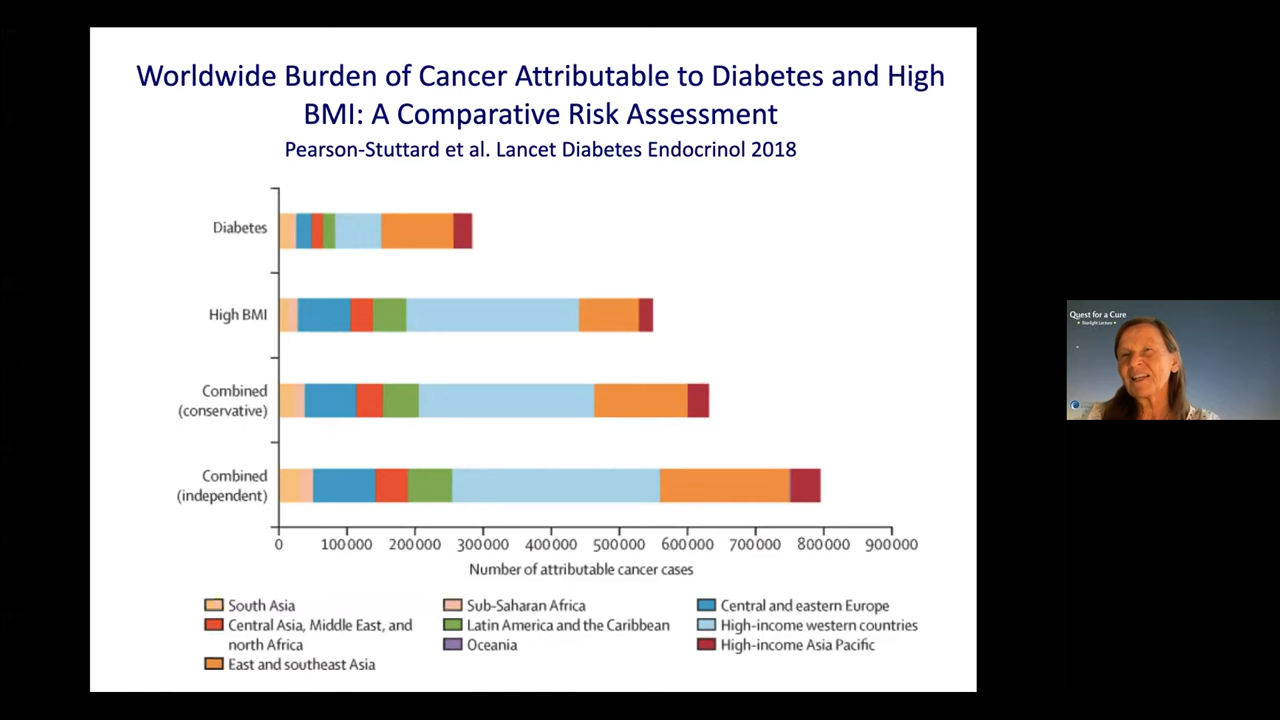 Worldwide Burden of Cancer Attributable to Diabetes and High
BMI: A Comparative Risk Assessment
Pearson-Stuttard et al. Lancet Diabetes Endocrinol 2018
Diabetes
High BMI
Combined
(conservative)
Combined
(independent)
0 100 000 200 000 300 000 400 000 500 000 600 000 700 000 800 000 900 000
Number of attributable cancer cases
South Asia
Central Asia, Middle East, and
north Africa
East and southeast Asia
Sub-Saharan Africa
Latin America and the Caribbean
Oceania
Central and eastern Europe
High-income western countries
High-income Asia Pacific
Quest for a Cure
Starlight Lecture